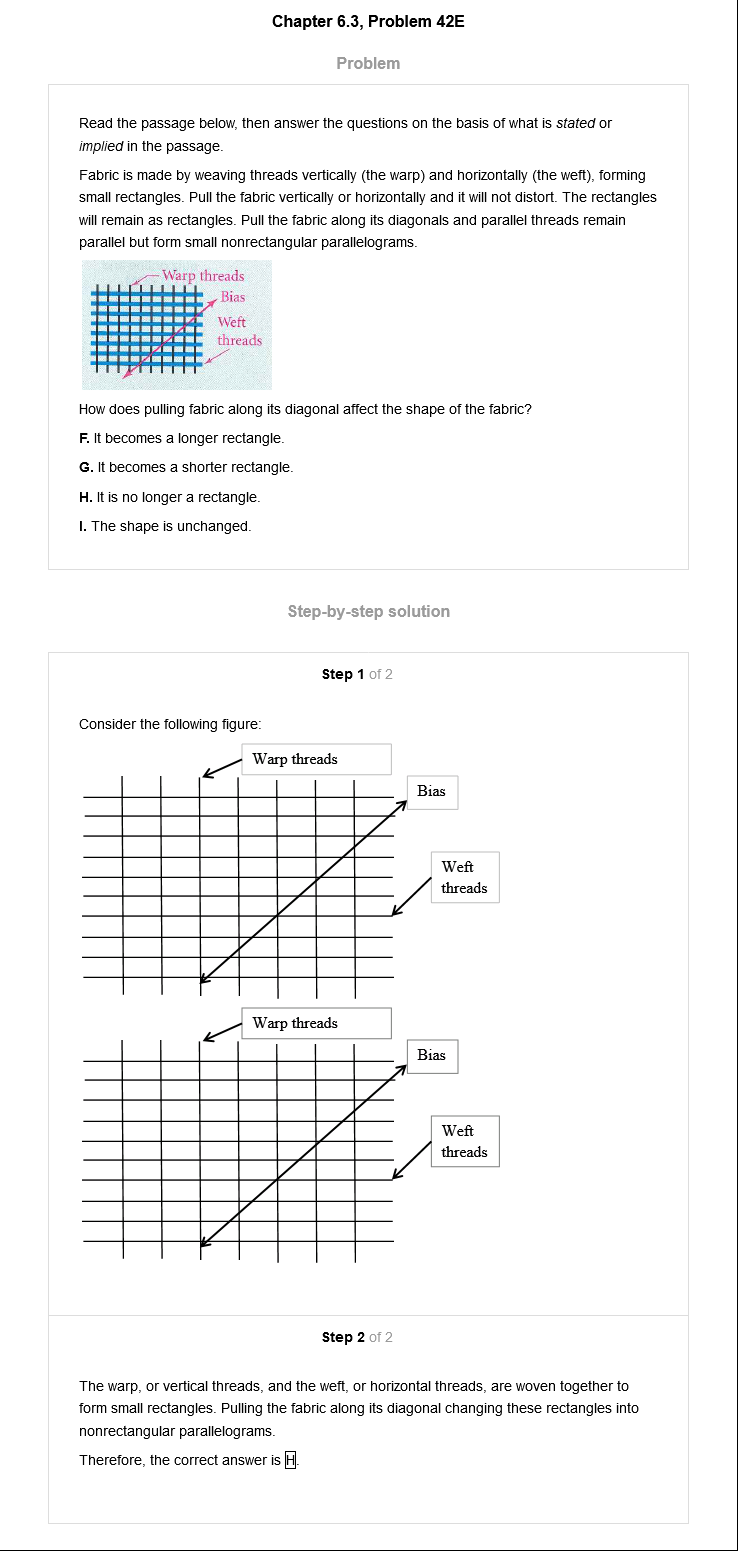 Chapter 6.3, Problem 42E
Problem
Read the passage below, then answer the questions on the basis of what is stated or
implied in the passage.
Fabric is made by weaving threads vertically (the warp) and horizontally (the weft), forming
small rectangles. Pull the fabric vertically or horizontally and it will not distort. The rectangles
will remain as rectangles. Pull the fabric along its diagonals and parallel threads remain
parallel but form small nonrectangular parallelograms.
Warp threads
Bias
Weft
threads
How does pulling fabric along its diagonal affect the shape of the fabric?
F. It becomes a longer rectangle.
G. It becomes a shorter rectangle.
H. It is no longer a rectangle.
I. The shape is unchanged.
Step-by-step solution
Step 1 of 2
Consider the following figure:
Warp threads
Bias
Weft
threads
Warp threads
Bias
Weft
threads
Step 2 of 2
The warp, or vertical threads, and the weft, or horizontal threads, are woven together to
form small rectangles. Pulling the fabric along its diagonal changing these rectangles into
nonrectangular parallelograms.
Therefore, the correct answer is H.